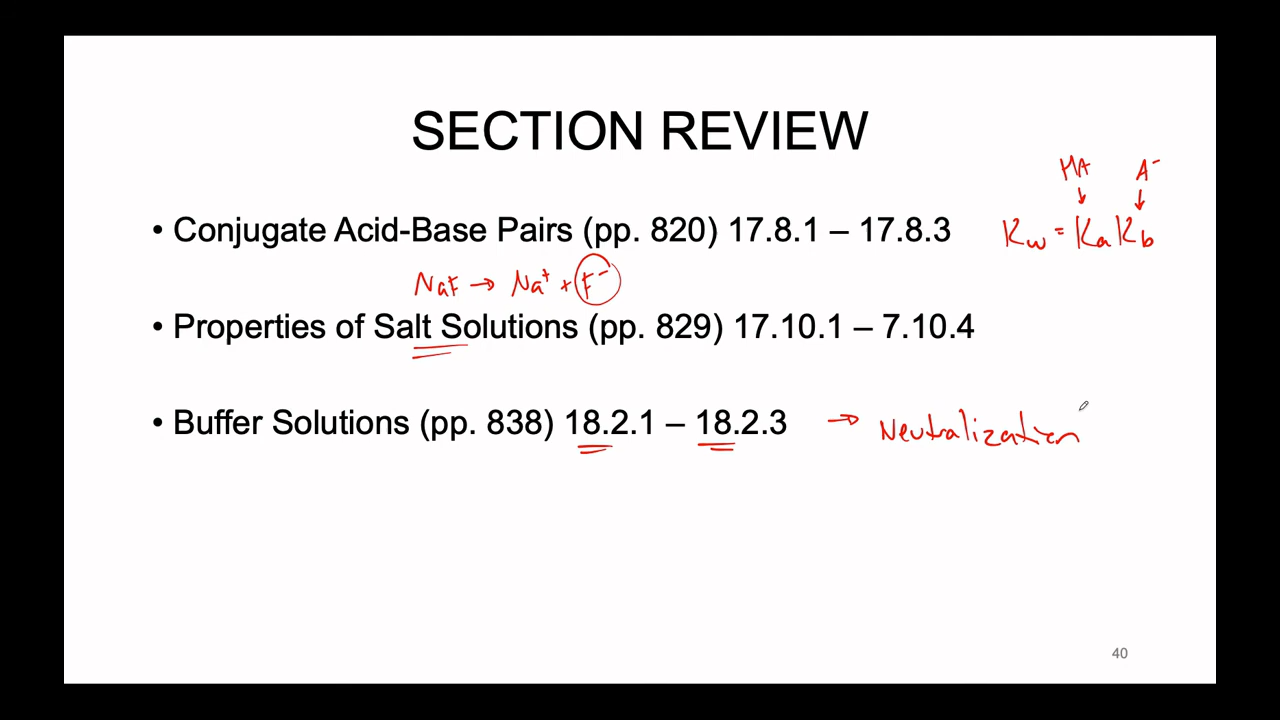 SECTION REVIEW
HA A⁻
• Conjugate Acid-Base Pairs (pp. 820) 17.8.1 – 17.8.3 Kw = KaKb
NaF → Na⁺ + F⁻
• Properties of Salt Solutions (pp. 829) 17.10.1 – 7.10.4
• Buffer Solutions (pp. 838) 18.2.1 – 18.2.3 → Neutralization
40